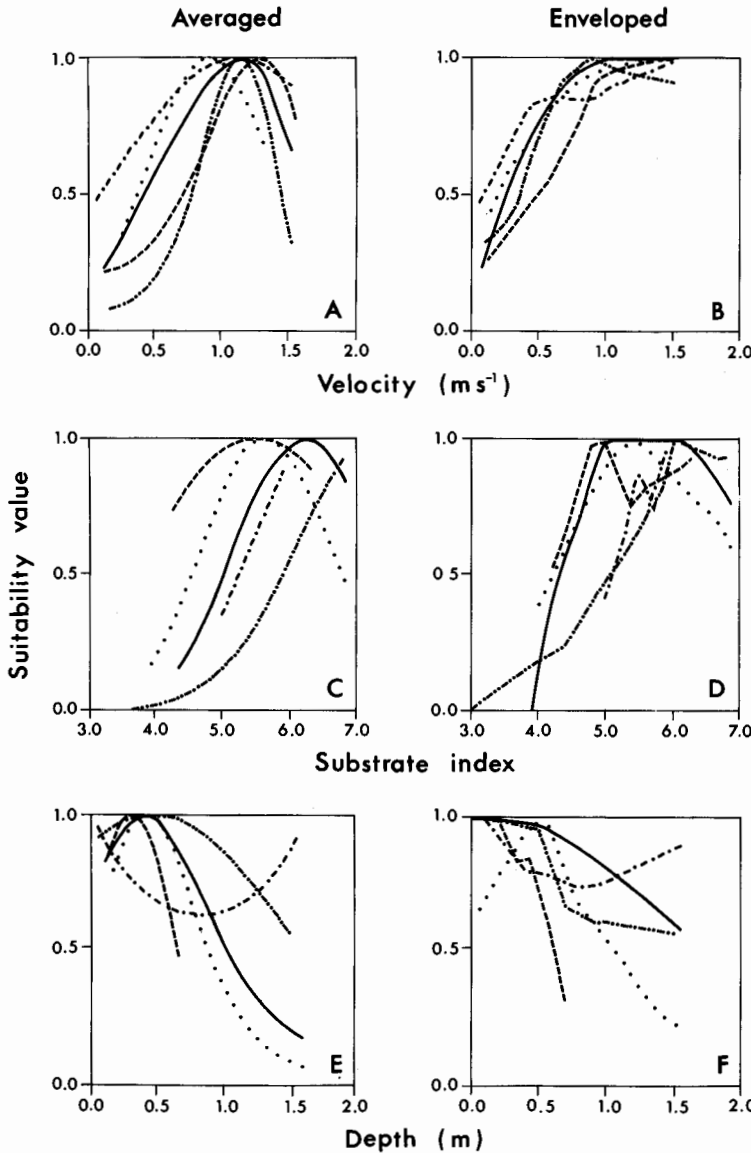 Averaged Enveloped
1.0 1.0
0.5 0.5
A B
0.0 0.0
0.0 0.5 1.0 1.5 2.0 0.0 0.5 1.0 1.5 2.0
Velocity (m s⁻¹)
Suitability value
1.0 1.0
0.5 0.5
C D
0.0 0.0
3.0 4.0 5.0 6.0 7.0 3.0 4.0 5.0 6.0 7.0
Substrate index
1.0 1.0
0.5 0.5
E F
0.0 0.0
0.0 0.5 1.0 1.5 2.0 0.0 0.5 1.0 1.5 2.0
Depth (m)